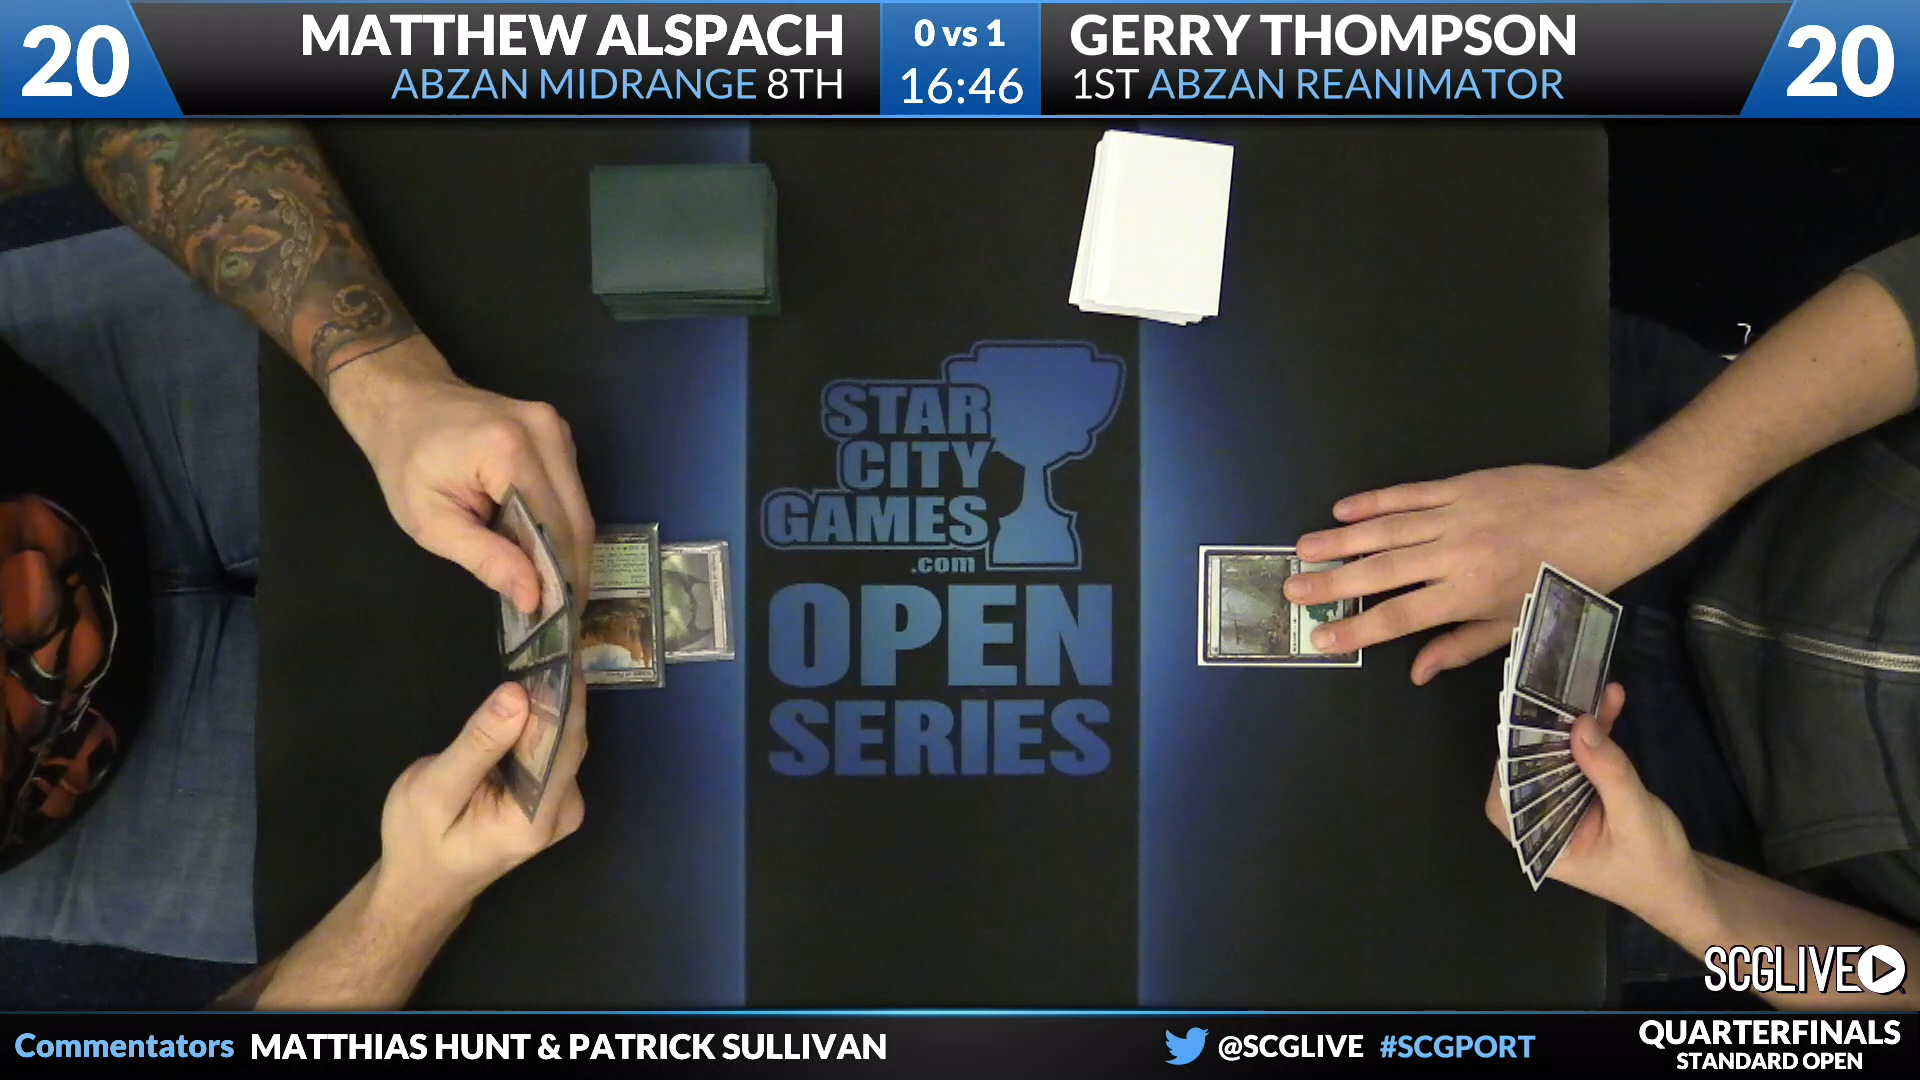 20
MATTHEW ALSPACH
ABZAN MIDRANGE 8TH
0 vs 1
16:46
GERRY THOMPSON
1ST ABZAN REANIMATOR
20
STAR
CITY
GAMES
.com
OPEN
SERIES
SCGLIVE
Commentators MATTHIAS HUNT & PATRICK SULLIVAN
@SCGLIVE #SCGPORT
QUARTERFINALS
STANDARD OPEN